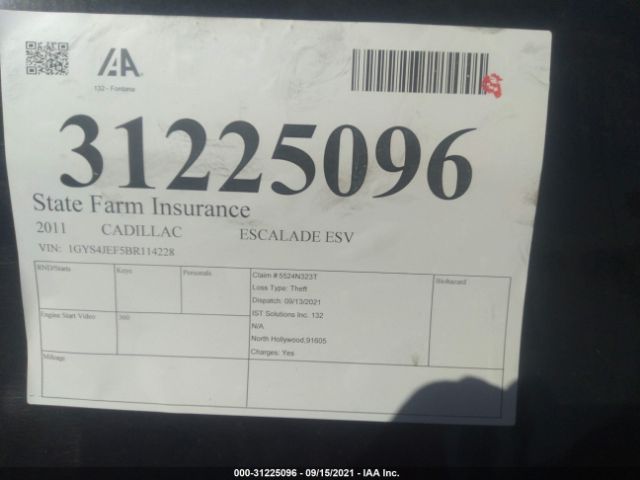 IAA
132 - Fontana
31225096
State Farm Insurance
2011 CADILLAC ESCALADE ESV
VIN: 1GYS4JEF5BR114228
RND/Starts Keys Personals
Claim # 5524N323T
Loss Type: Theft
Dispatch: 09/13/2021
IST Solutions Inc. 132
N/A
North Hollywood,91605
Charges: Yes
Biohazard
Engine Start Video 360
Mileage
000-31225096 - 09/15/2021 - IAA Inc.